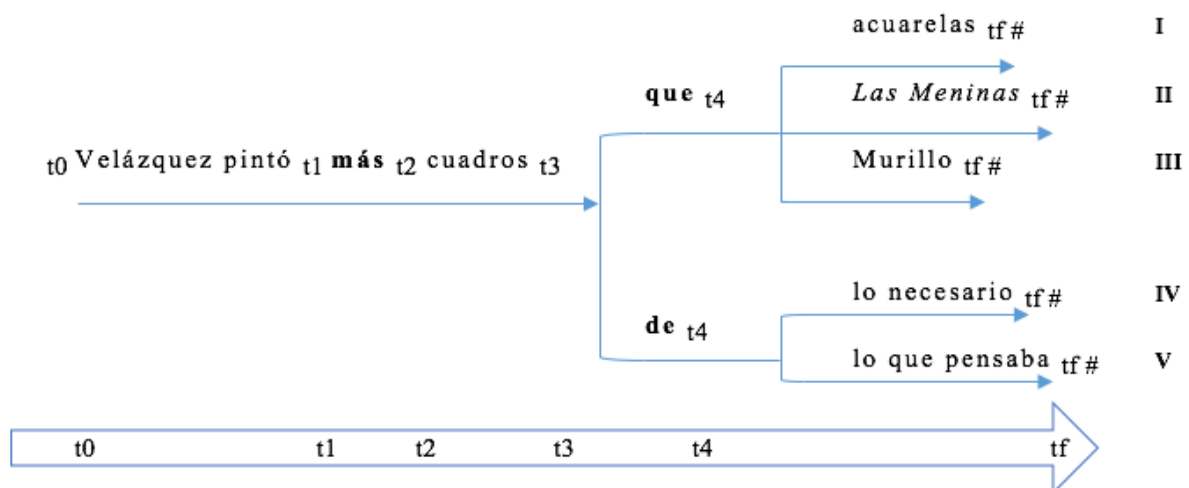 acuarelas tf # I
que t4 Las Meninas tf # II
t0 Velázquez pintó t1 más t2 cuadros t3 Murillo tf # III
lo necesario tf # IV
de t4
lo que pensaba tf # V
t0 t1 t2 t3 t4 tf